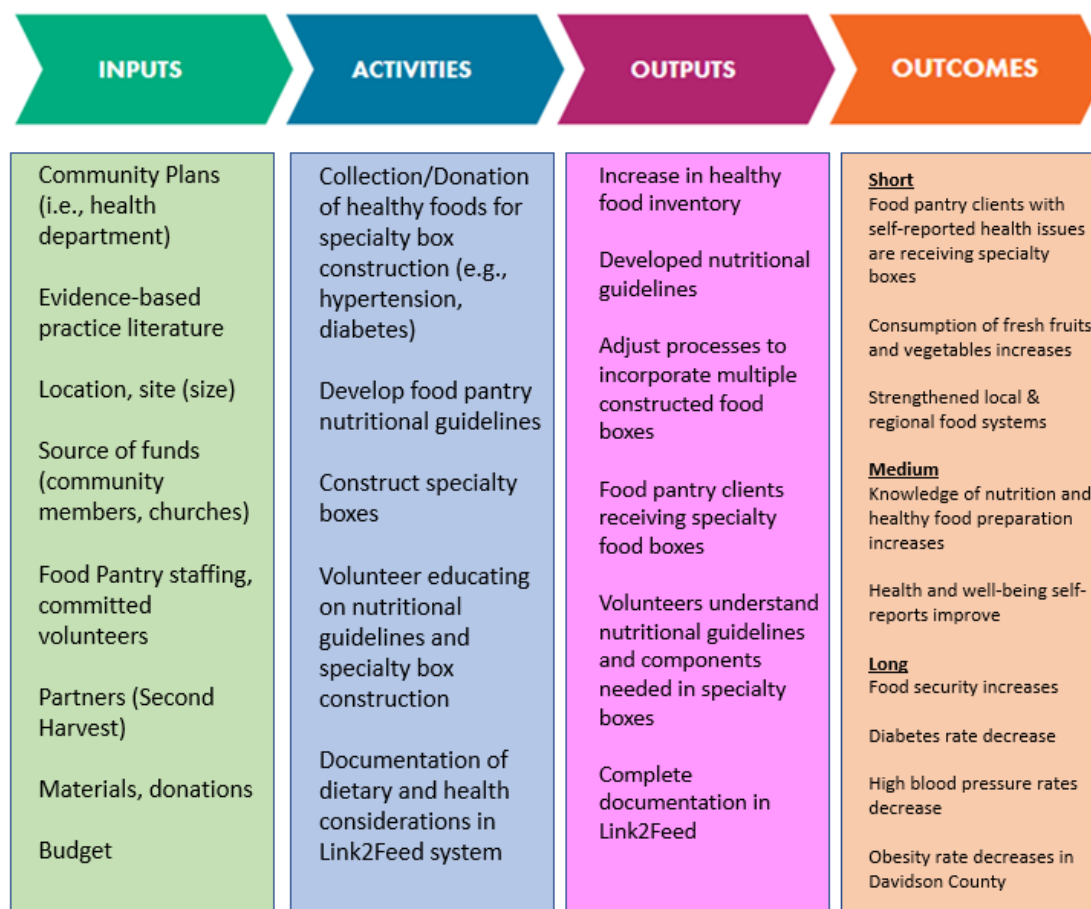 INPUTS
ACTIVITIES
OUTPUTS
OUTCOMES
Community Plans
(i.e., health
department)
Evidence-based
practice literature
Location, site (size)
Source of funds
(community
members, churches)
Food Pantry staffing,
committed
volunteers
Partners (Second
Harvest)
Materials, donations
Budget
Collection/Donation
of healthy foods for
specialty box
construction (e.g.,
hypertension,
diabetes)
Develop food pantry
nutritional guidelines
Construct specialty
boxes
Volunteer educating
on nutritional
guidelines and
specialty box
construction
Documentation of
dietary and health
considerations in
Link2Feed system
Increase in healthy
food inventory
Developed nutritional
guidelines
Adjust processes to
incorporate multiple
constructed food
boxes
Food pantry clients
receiving specialty
food boxes
Volunteers understand
nutritional guidelines
and components
needed in specialty
boxes
Complete
documentation in
Link2Feed
Short
Food pantry clients with
self-reported health issues
are receiving specialty
boxes
Consumption of fresh fruits
and vegetables increases
Strengthened local &
regional food systems
Medium
Knowledge of nutrition and
healthy food preparation
increases
Health and well-being self-
reports improve
Long
Food security increases
Diabetes rate decrease
High blood pressure rates
decrease
Obesity rate decreases in
Davidson County